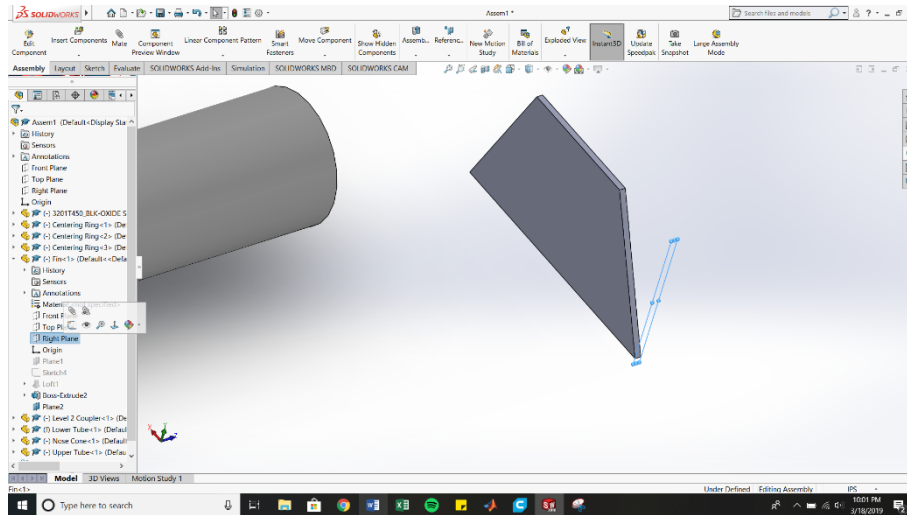 SOLIDWORKS
Assem1 *
Search files and models
Edit Component
Insert Components
Mate
Component Preview Window
Linear Component Pattern
Smart Fasteners
Move Component
Show Hidden Components
Assemb...
Referenc...
New Motion Study
Bill of Materials
Exploded View
Instant3D
Update Speedpak
Take Snapshot
Large Assembly Mode
Assembly Layout Sketch Evaluate SOLIDWORKS Add-Ins Simulation SOLIDWORKS MBD SOLIDWORKS CAM
Assem1 (Default<Display Sta
History
Sensors
Annotations
Front Plane
Top Plane
Right Plane
Origin
(-) 3201T450_BLK-OXIDE S
(-) Centering Ring<1> (De
(-) Centering Ring<2> (De
(-) Centering Ring<3> (De
(-) Fin<1> (Default<<Defa
History
Sensors
Annotations
Front P
Top Pl
Right Plane
Origin
Plane1
Sketch4
Loft1
Boss-Extrude2
Plane2
(-) Level 2 Coupler<1> (De
(f) Lower Tube<1> (Defaul
(-) Nose Cone<1> (Default
(-) Upper Tube<1> (Defau
Model 3D Views Motion Study 1
Fin<1> Under Defined Editing Assembly IPS
Type here to search
10:01 PM
3/18/2019